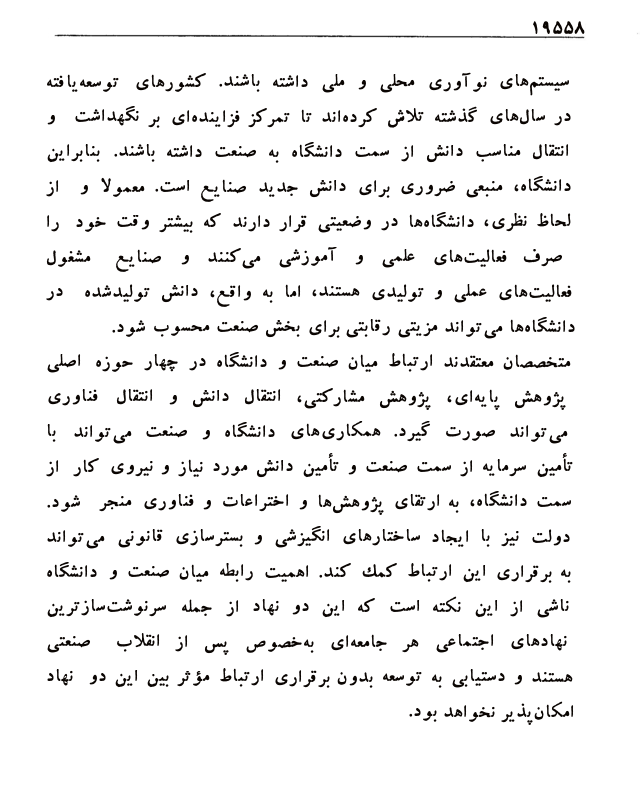 ۱۹۵۵۸
سیستم‌های نوآوری محلی و ملی داشته باشند. کشورهای توسعه‌یافته
در سال‌های گذشته تلاش کرده‌اند تا تمرکز فزاینده‌ای بر نگهداشت و
انتقال مناسب دانش از سمت دانشگاه به صنعت داشته باشند. بنابراین
دانشگاه، منبعی ضروری برای دانش جدید صنایع است. معمولا و از
لحاظ نظری، دانشگاه‌ها در وضعیتی قرار دارند که بیشتر وقت خود را
صرف فعالیت‌های علمی و آموزشی می‌کنند و صنایع مشغول
فعالیت‌های عملی و تولیدی هستند، اما به واقع، دانش تولیدشده در
دانشگاه‌ها می‌تواند مزیتی رقابتی برای بخش صنعت محسوب شود.
متخصصان معتقدند ارتباط میان صنعت و دانشگاه در چهار حوزه اصلی
پژوهش پایه‌ای، پژوهش مشارکتی، انتقال دانش و انتقال فناوری
می‌تواند صورت گیرد. همکاری‌های دانشگاه و صنعت می‌تواند با
تأمین سرمایه از سمت صنعت و تأمین دانش مورد نیاز و نیروی کار از
سمت دانشگاه، به ارتقای پژوهش‌ها و اختراعات و فناوری منجر شود.
دولت نیز با ایجاد ساختارهای انگیزشی و بسترسازی قانونی می‌تواند
به برقراری این ارتباط کمك کند. اهمیت رابطه میان صنعت و دانشگاه
ناشی از این نکته است که این دو نهاد از جمله سرنوشت‌سازترین
نهادهای اجتماعی هر جامعه‌ای به‌خصوص پس از انقلاب صنعتی
هستند و دستیابی به توسعه بدون برقراری ارتباط مؤثر بین این دو نهاد
امکان‌پذیر نخواهد بود.